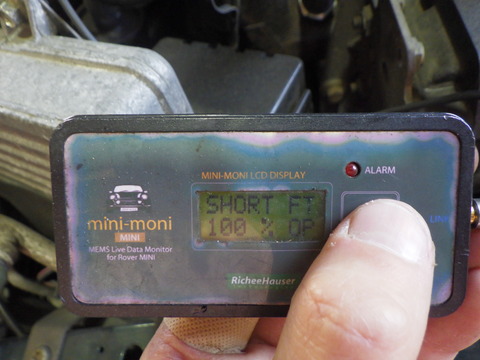 MINI-MONI LCD DISPLAY
ALARM
SHORT FT
100 % OP
mini-moni
MINI
MEMS Live Data Monitor
for Rover MINI
LINK
RicheeHauser